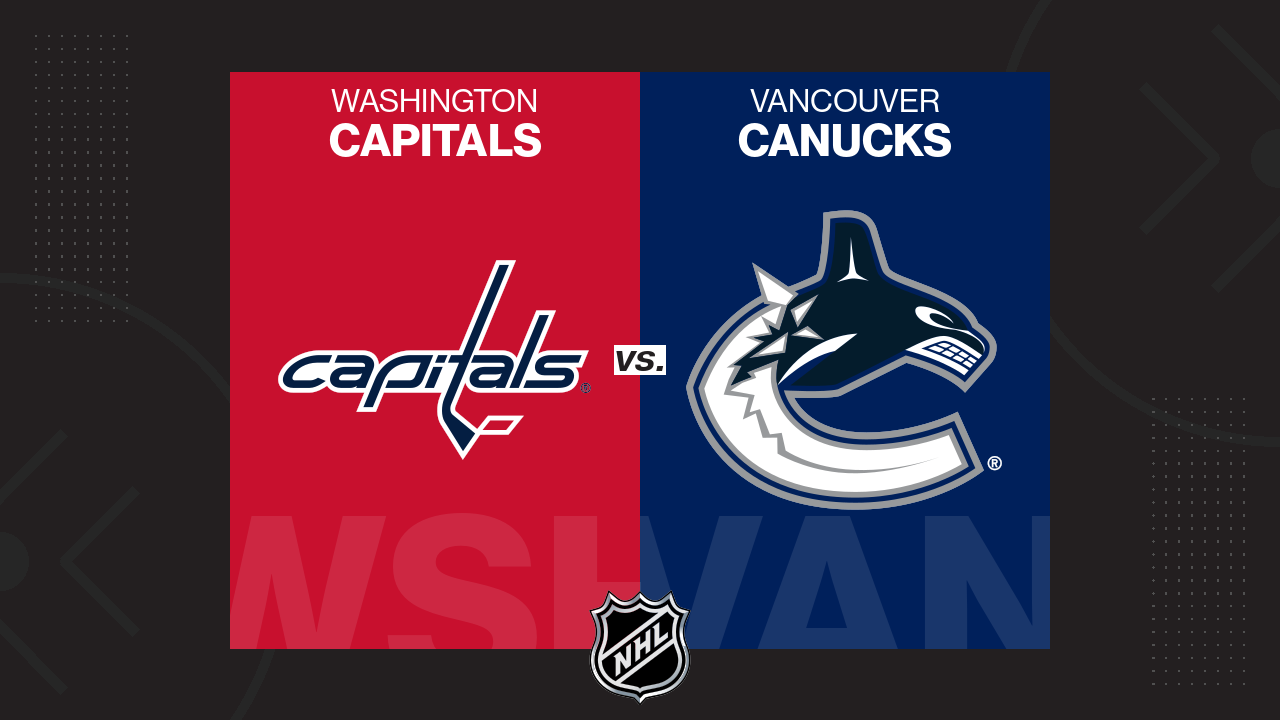 WASHINGTON
CAPITALS
VANCOUVER
CANUCKS
capitals
vs.
®
WSH
VAN
NHL